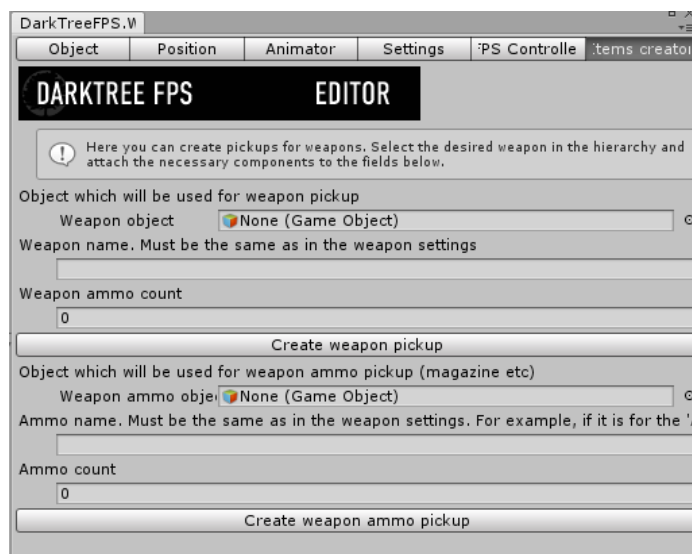 DarkTreeFPS.W
Object Position Animator Settings FPS Controlle Items creator
DARKTREE FPS EDITOR
Here you can create pickups for weapons. Select the desired weapon in the hierarchy and
attach the necessary components to the fields below.
Object which will be used for weapon pickup
Weapon object None (Game Object)
Weapon name. Must be the same as in the weapon settings
Weapon ammo count
0
Create weapon pickup
Object which will be used for weapon ammo pickup (magazine etc)
Weapon ammo obje None (Game Object)
Ammo name. Must be the same as in the weapon settings. For example, if it is for the '
Ammo count
0
Create weapon ammo pickup